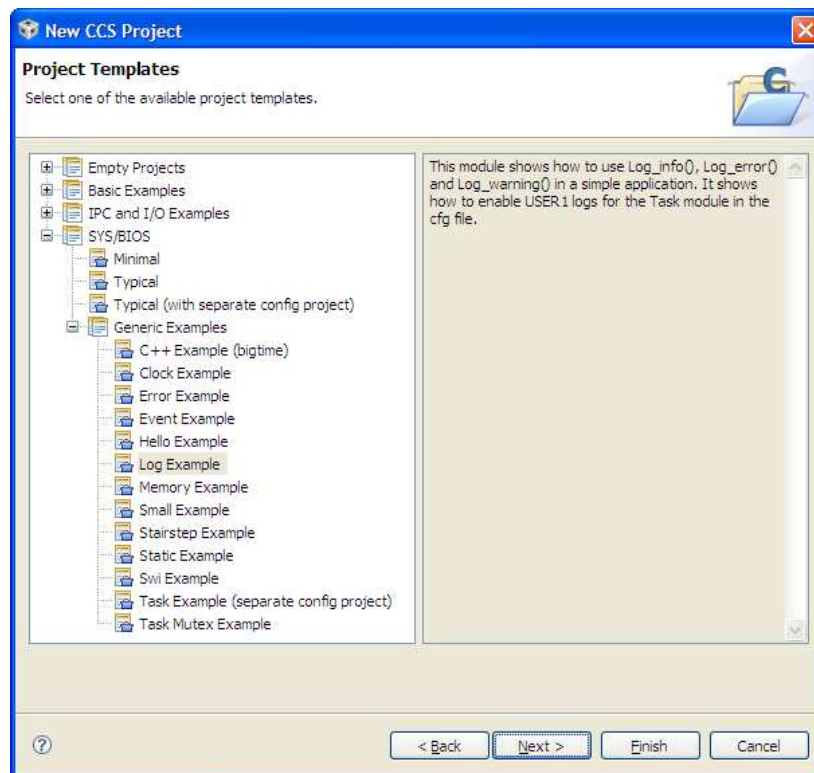 New CCS Project
Project Templates
Select one of the available project templates.
Empty Projects
Basic Examples
IPC and I/O Examples
SYS/BIOS
Minimal
Typical
Typical (with separate config project)
Generic Examples
C++ Example (bigtime)
Clock Example
Error Example
Event Example
Hello Example
Log Example
Memory Example
Small Example
Stairstep Example
Static Example
Swi Example
Task Example (separate config project)
Task Mutex Example
This module shows how to use Log_info(), Log_error()
and Log_warning() in a simple application. It shows
how to enable USER1 logs for the Task module in the
cfg file.
< Back
Next >
Finish
Cancel